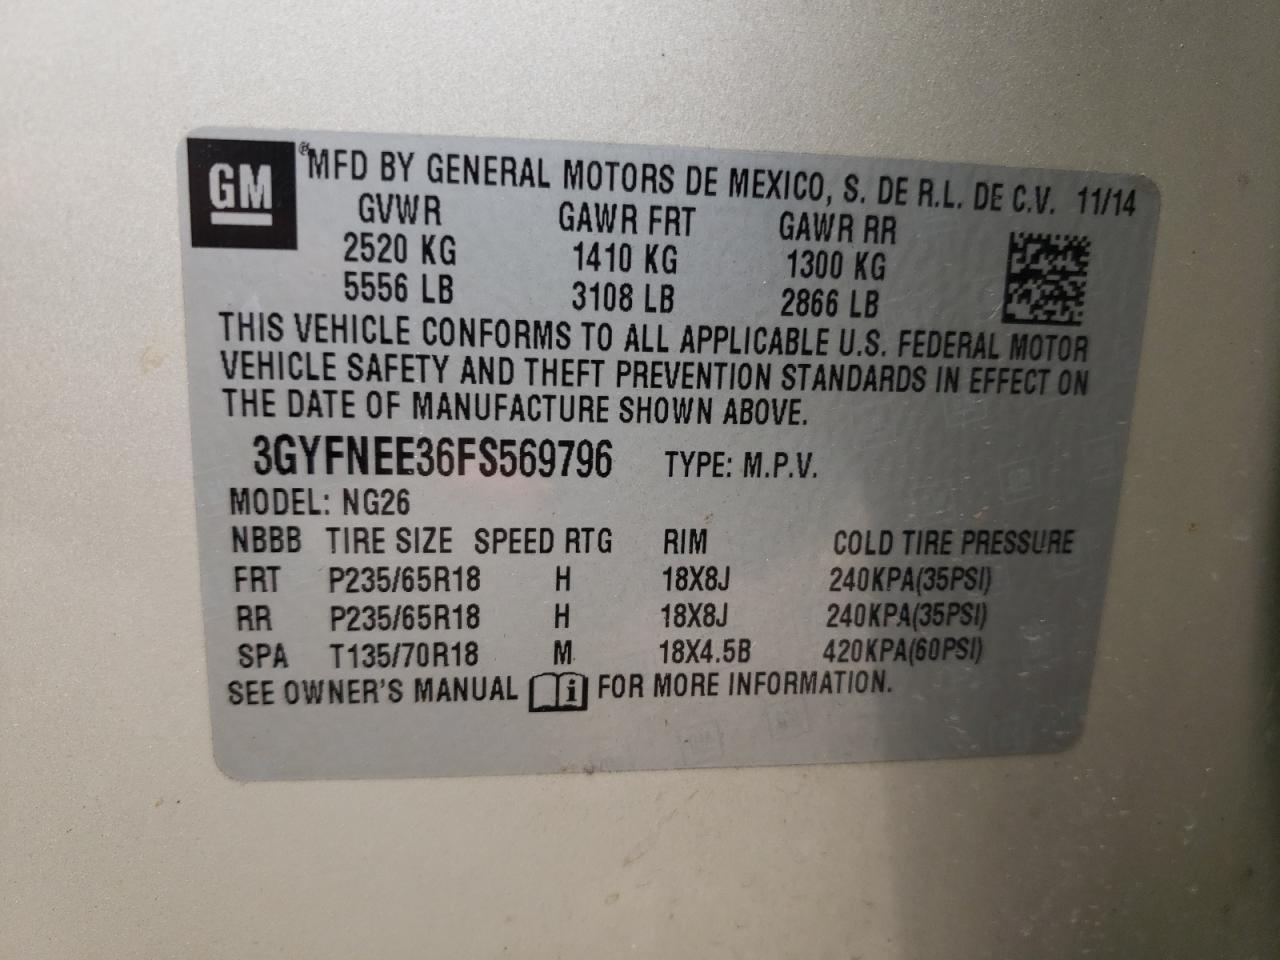 GM ® MFD BY GENERAL MOTORS DE MEXICO, S. DE R.L. DE C.V. 11/14
GVWR GAWR FRT GAWR RR
2520 KG 1410 KG 1300 KG
5556 LB 3108 LB 2866 LB
THIS VEHICLE CONFORMS TO ALL APPLICABLE U.S. FEDERAL MOTOR
VEHICLE SAFETY AND THEFT PREVENTION STANDARDS IN EFFECT ON
THE DATE OF MANUFACTURE SHOWN ABOVE.
3GYFNEE36FS569796 TYPE: M.P.V.
MODEL: NG26
NBBB TIRE SIZE SPEED RTG RIM COLD TIRE PRESSURE
FRT P235/65R18 H 18X8J 240KPA(35PSI)
RR P235/65R18 H 18X8J 240KPA(35PSI)
SPA T135/70R18 M 18X4.5B 420KPA(60PSI)
SEE OWNER'S MANUAL i FOR MORE INFORMATION.